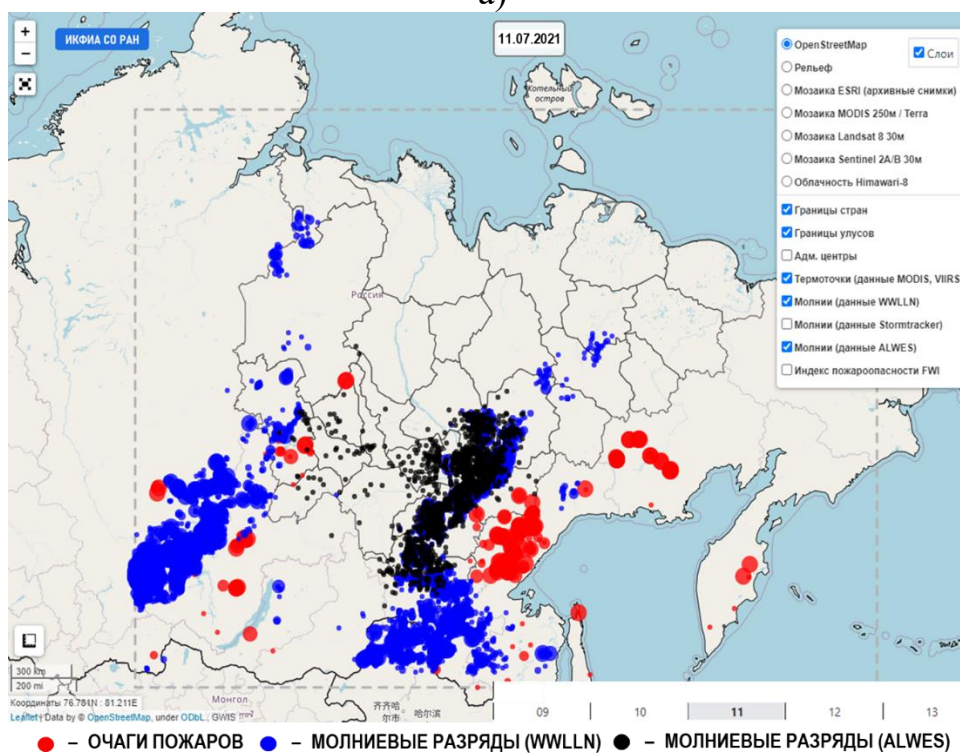 а)
+
−
ИКФИА СО РАН
11.07.2021
OpenStreetMap
Слои
Рельеф
Мозаика ESRI (архивные снимки)
Мозаика MODIS 250м / Terra
Мозаика Landsat 8 30м
Мозаика Sentinel 2A/B 30м
Облачность Himawari-8
Границы стран
Границы улусов
Адм. центры
Термоточки (данные MODIS, VIIRS
Молнии (данные WWLLN)
Молнии (данные Stormtracker)
Молнии (данные ALWES)
Индекс пожароопасности FWI
Котельный
остров
Россия
300 km
200 mi
Координаты 76.781N : 81.211E
Leaflet | Data by © OpenStreetMap, under ODbL, GWIS
Монгол
齐齐哈
尔市
哈尔滨
09
10
11
12
13
– ОЧАГИ ПОЖАРОВ – МОЛНИЕВЫЕ РАЗРЯДЫ (WWLLN) – МОЛНИЕВЫЕ РАЗРЯДЫ (ALWES)